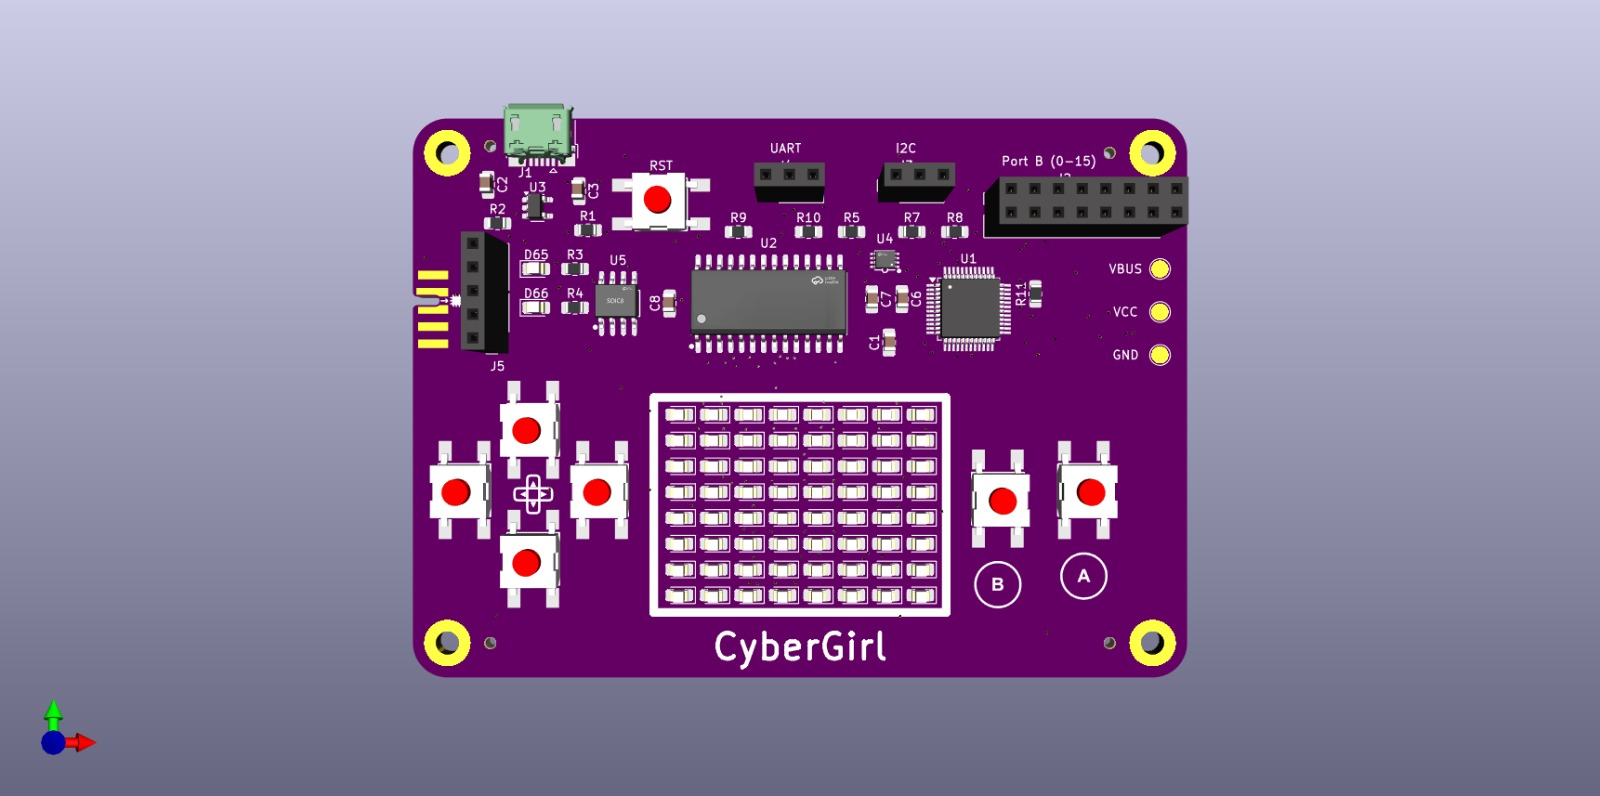 UART
I2C
Port B (0-15)
RST
J1
C2
U3
C3
R2
R1
R9
R10
R5
R7
R8
U2
U4
U1
D65
R3
U5
VBUS
D66
R4
SOIC8
C8
C7
C6
R11
VCC
C1
GND
J5
B
A
CyberGirl